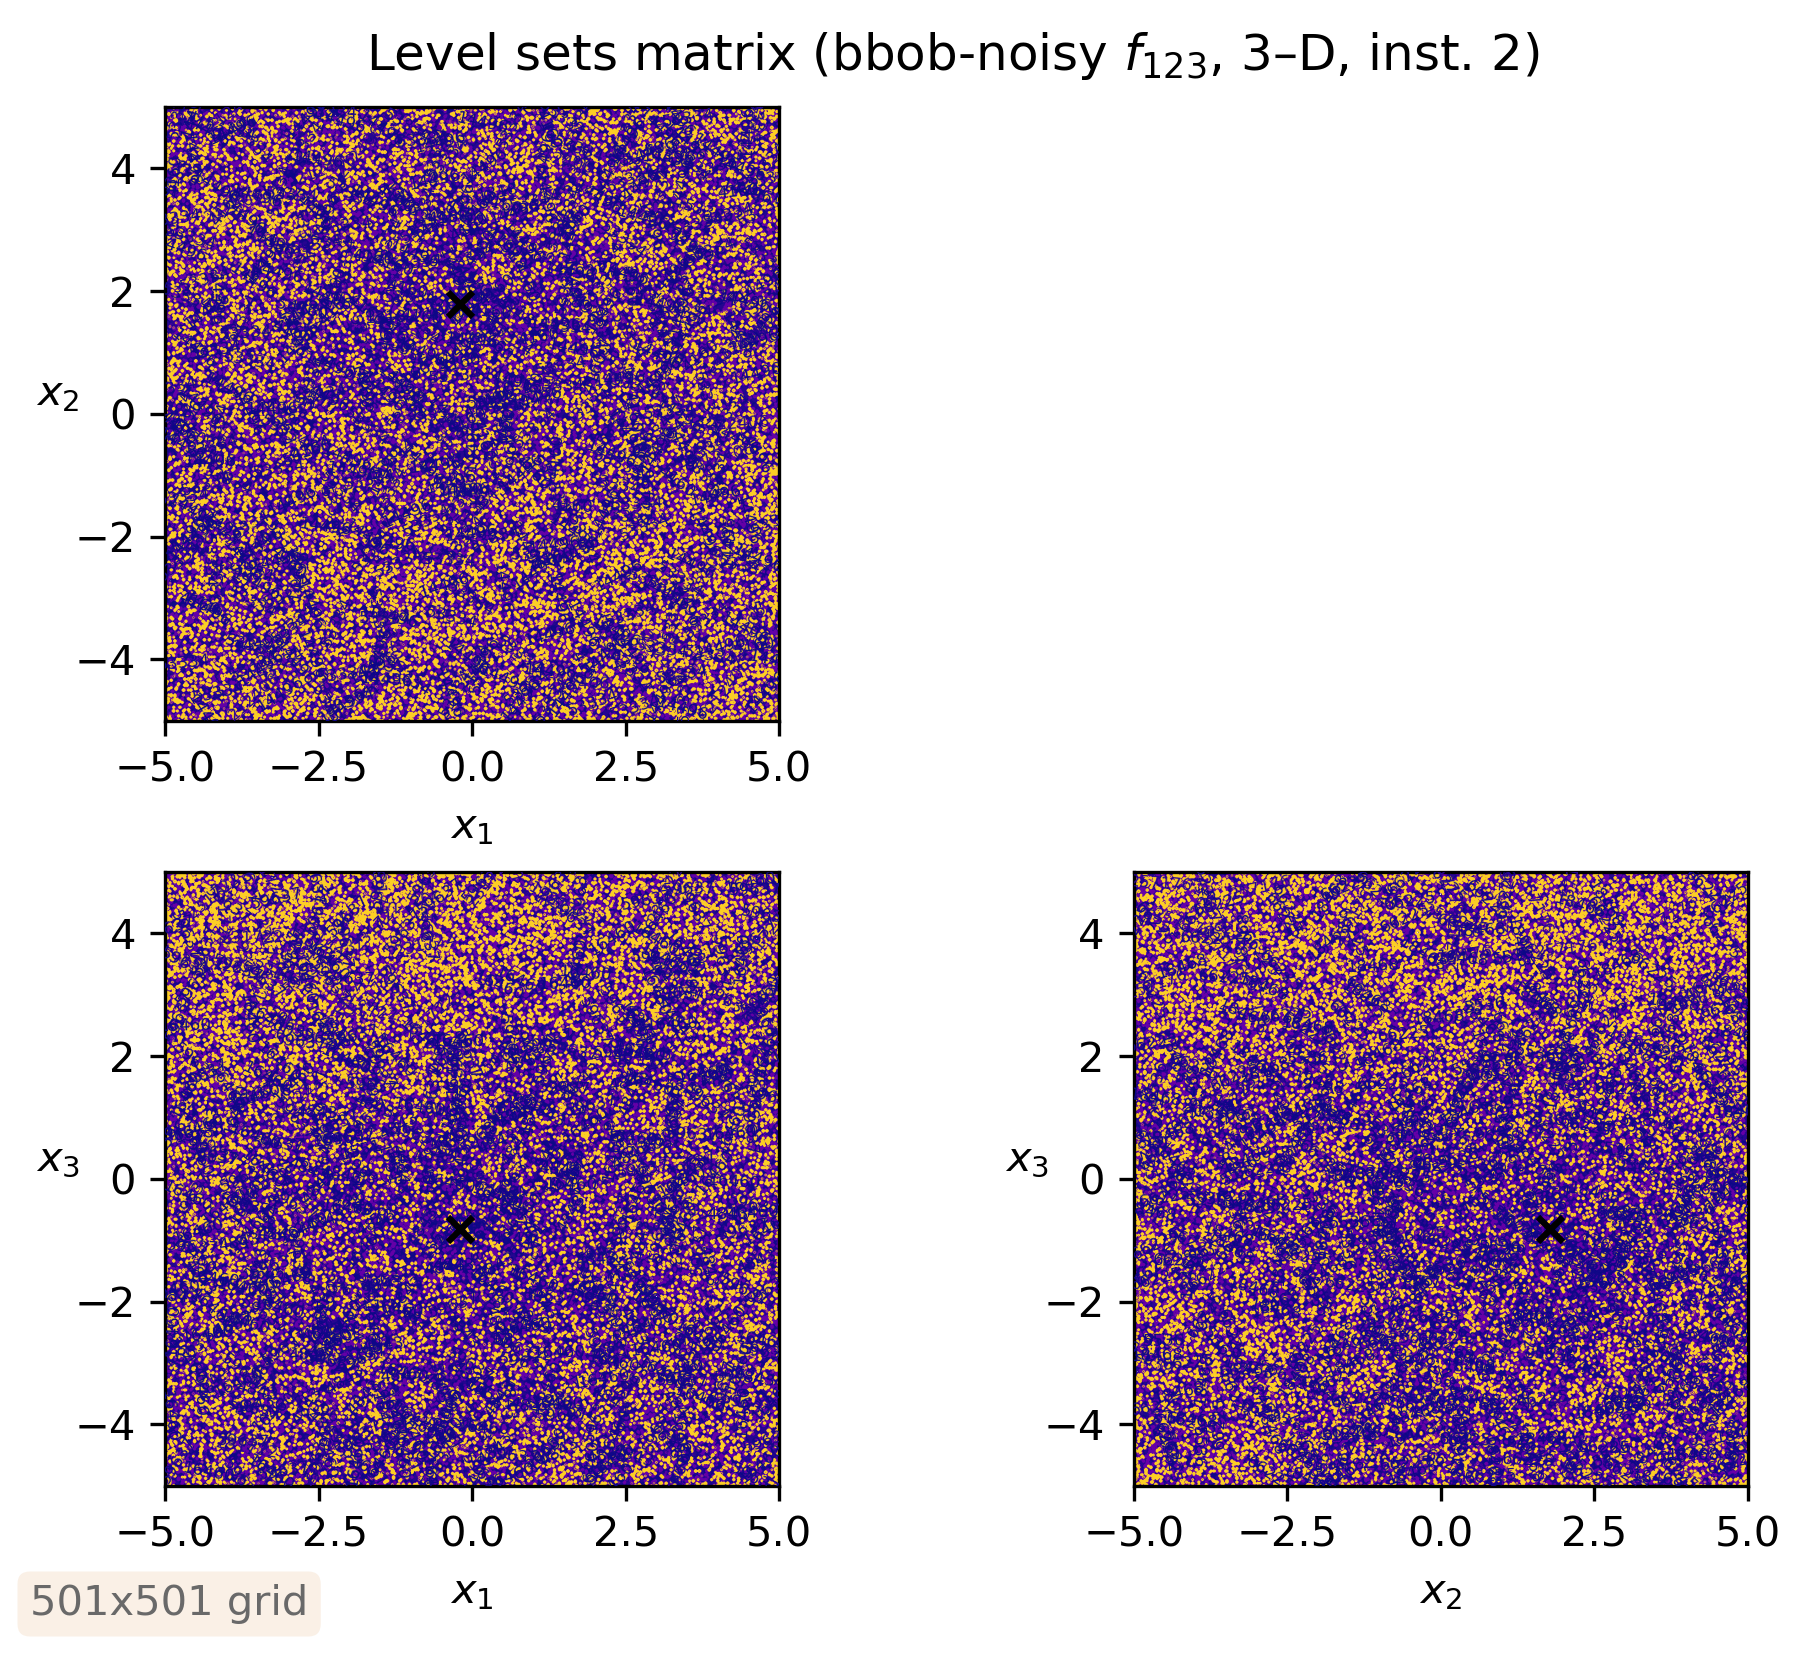 Level sets matrix (bbob-noisy f₁₂₃, 3–D, inst. 2)
4
2
x₂ 0
−2
−4
−5.0 −2.5 0.0 2.5 5.0
x₁
4 4
2 2
x₃ 0 x₃ 0
−2 −2
−4 −4
−5.0 −2.5 0.0 2.5 5.0 −5.0 −2.5 0.0 2.5 5.0
501x501 grid x₁ x₂